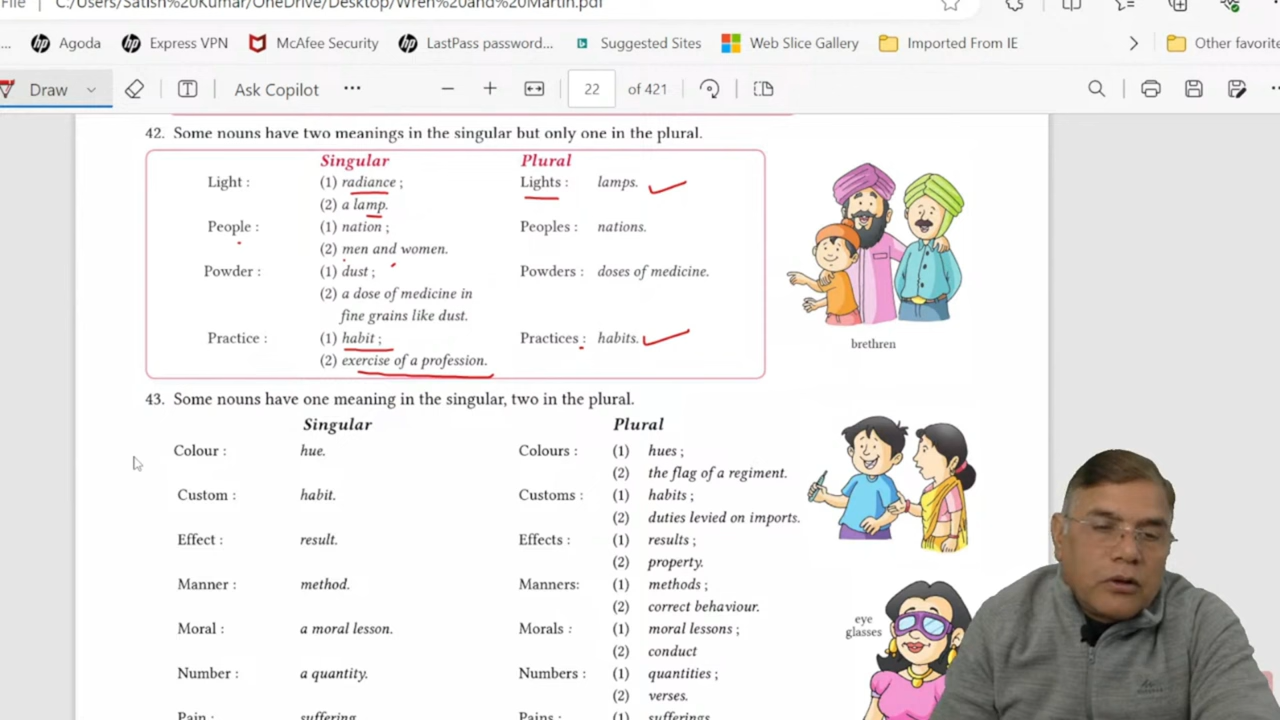 File C:/Users/Satish%20Kumar/OneDrive/Desktop/Wren%20and%20Martin.pdf
... Agoda Express VPN McAfee Security LastPass password... Suggested Sites Web Slice Gallery Imported From IE Other favorite
Draw Ask Copilot ... 22 of 421
42. Some nouns have two meanings in the singular but only one in the plural.
Singular Plural
Light : (1) radiance ; Lights : lamps.
(2) a lamp.
People : (1) nation ; Peoples : nations.
(2) men and women.
Powder : (1) dust ; Powders : doses of medicine.
(2) a dose of medicine in
fine grains like dust.
Practice : (1) habit ; Practices : habits.
(2) exercise of a profession.
brethren
43. Some nouns have one meaning in the singular, two in the plural.
Singular Plural
Colour : hue. Colours : (1) hues ;
(2) the flag of a regiment.
Custom : habit. Customs : (1) habits ;
(2) duties levied on imports.
Effect : result. Effects : (1) results ;
(2) property.
Manner : method. Manners: (1) methods ;
(2) correct behaviour.
Moral : a moral lesson. Morals : (1) moral lessons ;
(2) conduct
eye
glasses
Number : a quantity. Numbers : (1) quantities ;
(2) verses.
Pain : suffering Pains : (1) sufferings